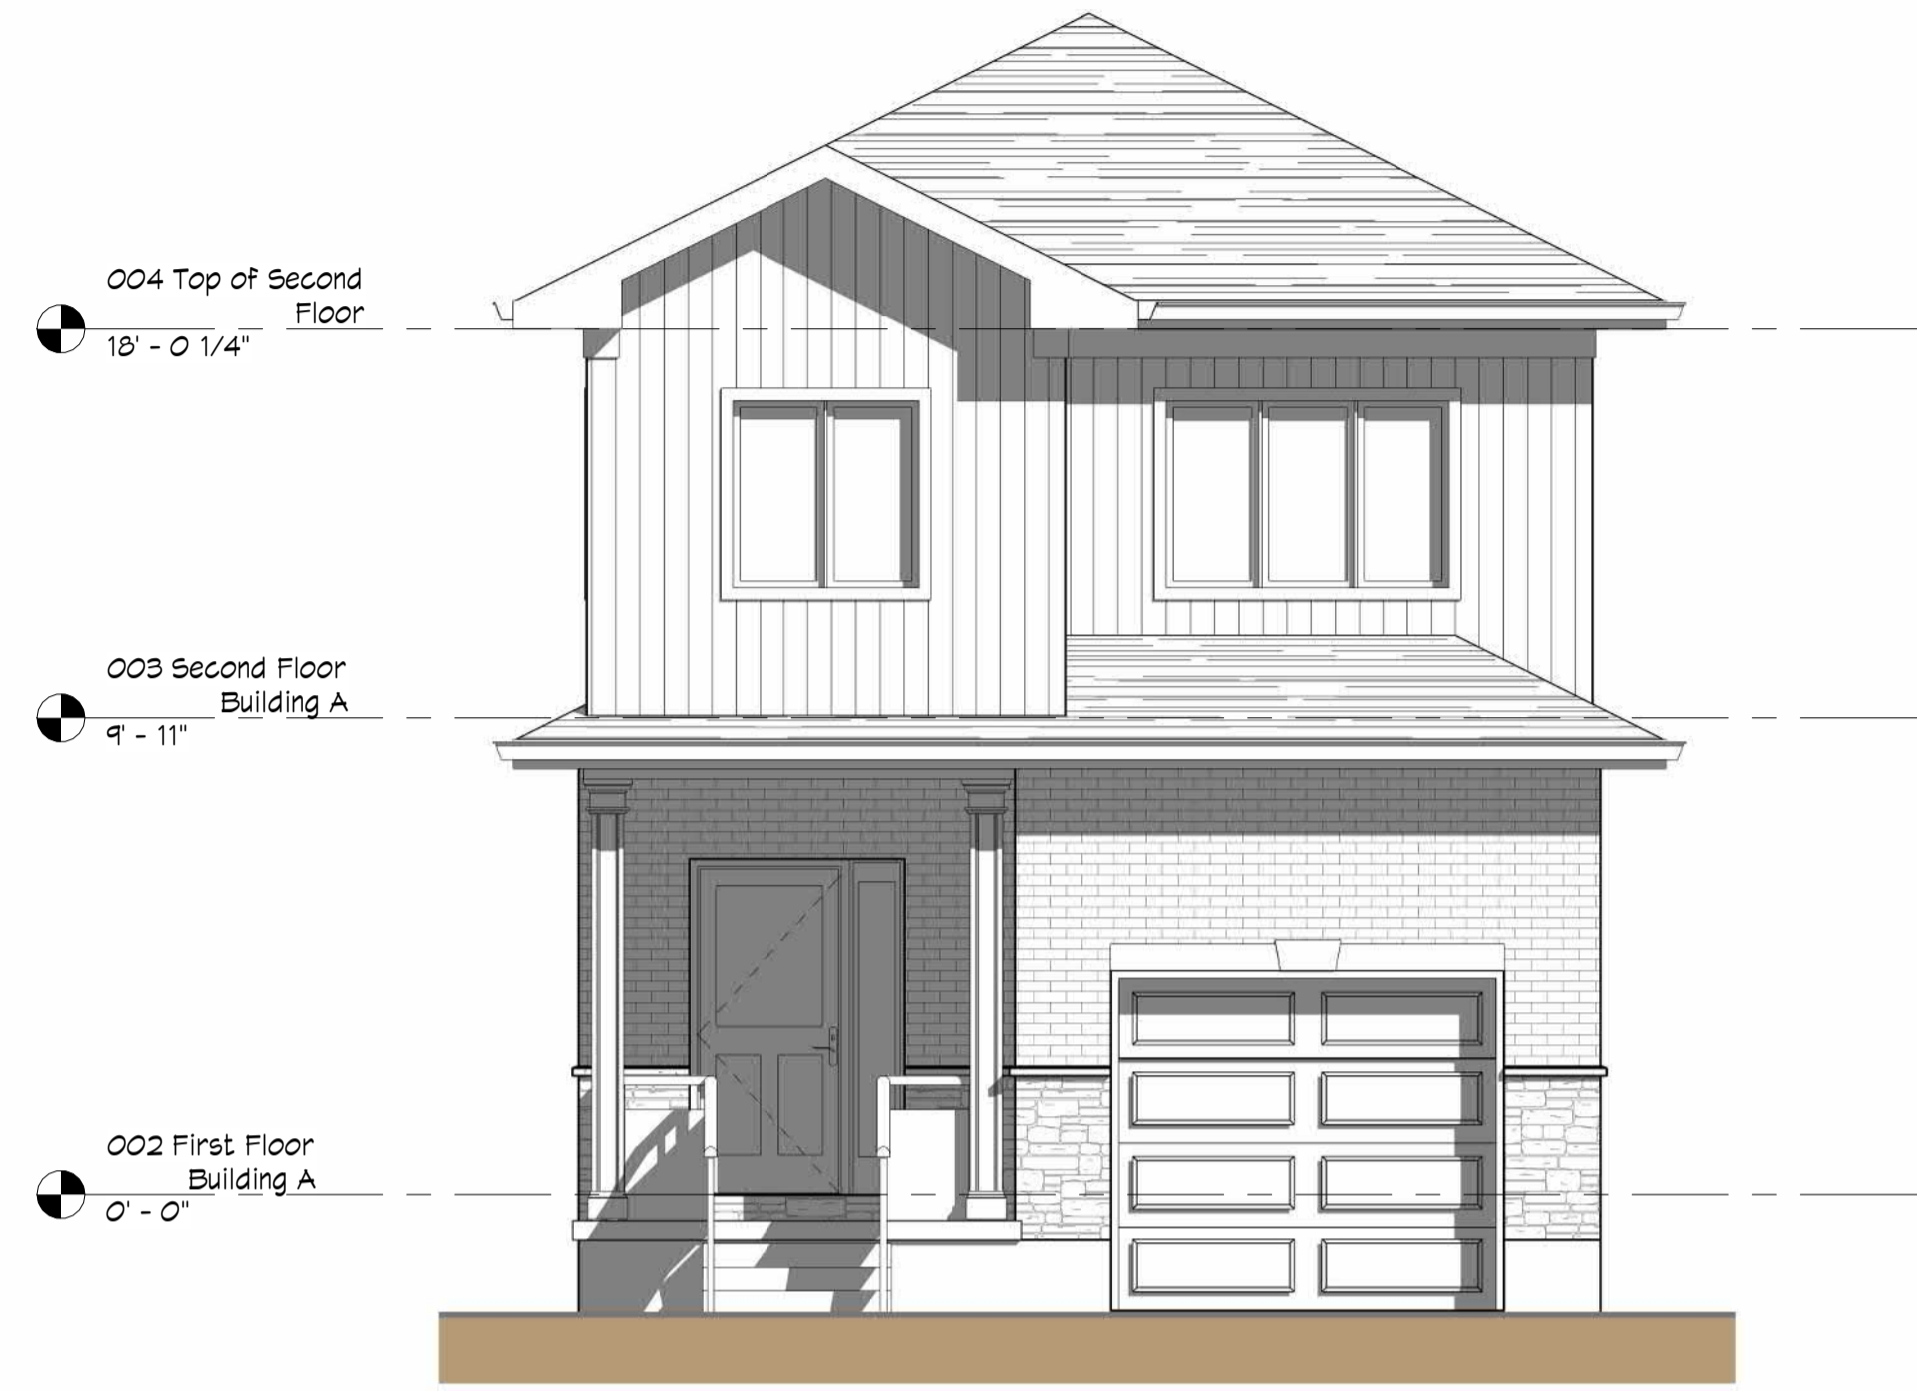 004 Top of Second
Floor
18' - 0 1/4"
003 Second Floor
Building A
9' - 11"
002 First Floor
Building A
0' - 0"